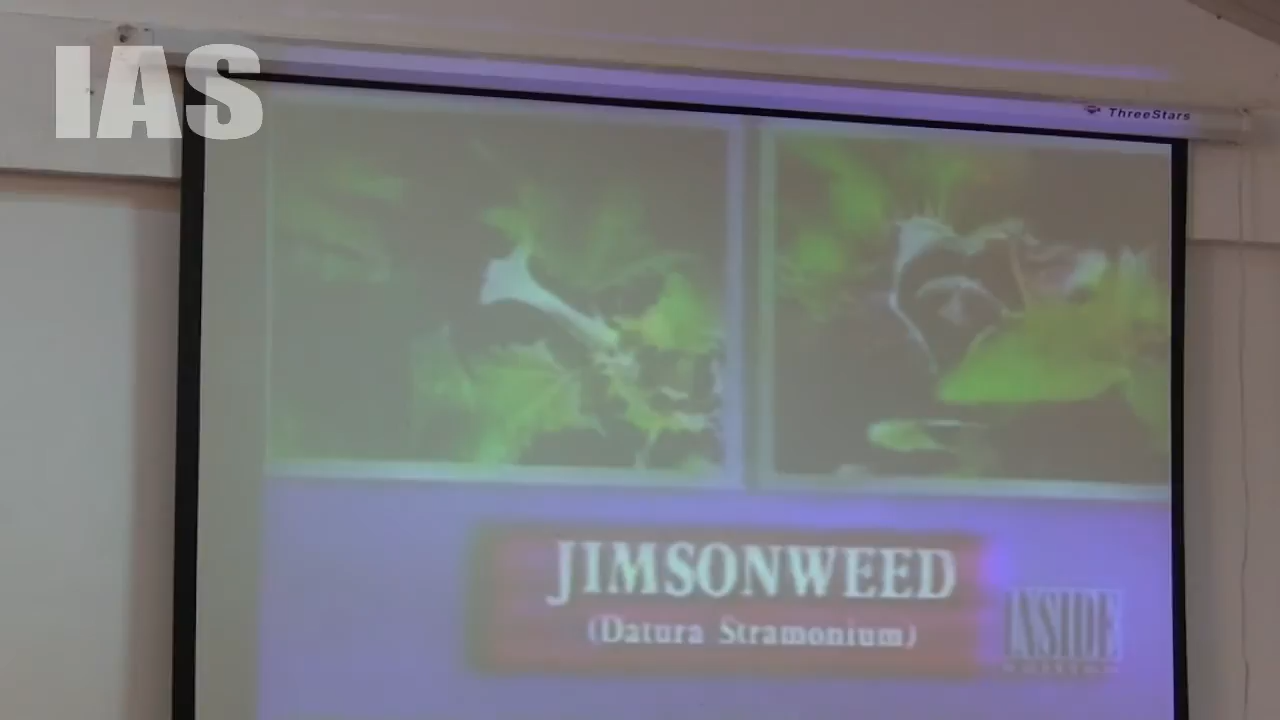 IAS
ThreeStars
JIMSONWEED
(Datura Stramonium)
INSIDE